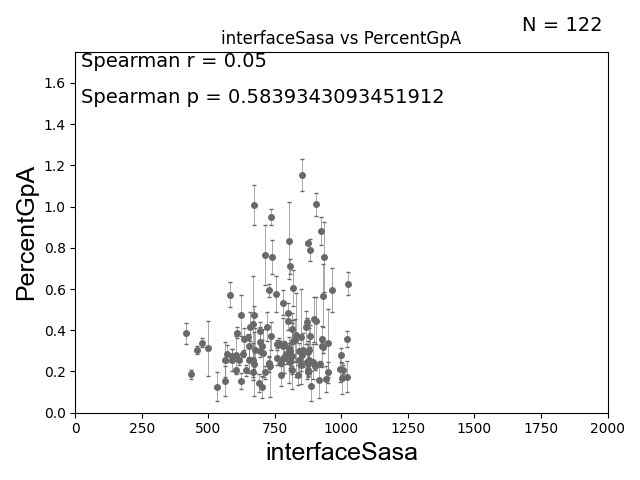 N = 122
interfaceSasa vs PercentGpA
Spearman r = 0.05
Spearman p = 0.5839343093451912
PercentGpA
1.6
1.4
1.2
1.0
0.8
0.6
0.4
0.2
0.0
0 250 500 750 1000 1250 1500 1750 2000
interfaceSasa